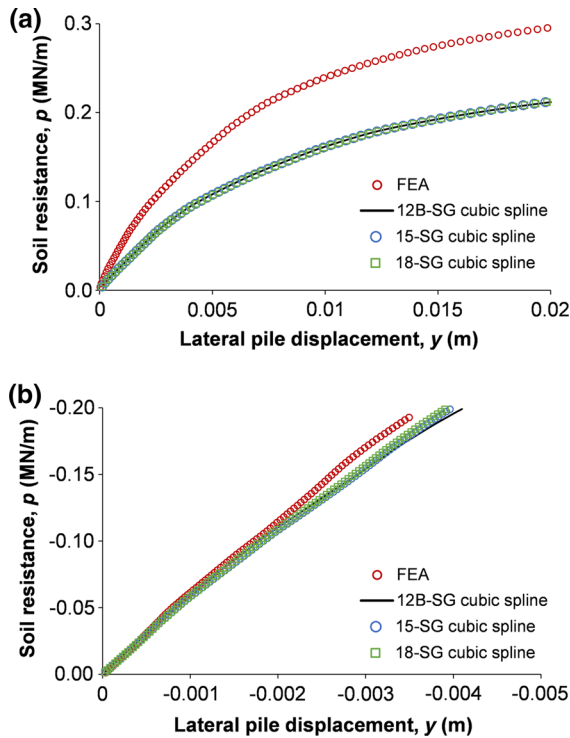 (a)
0.3
0.2
0.1
0.0
Soil resistance, p (MN/m)
FEA
12B-SG cubic spline
15-SG cubic spline
18-SG cubic spline
0
0.005
0.01
0.015
0.02
Lateral pile displacement, y (m)
(b)
-0.20
-0.15
-0.10
-0.05
0.00
Soil resistance, p (MN/m)
FEA
12B-SG cubic spline
15-SG cubic spline
18-SG cubic spline
0
-0.001
-0.002
-0.003
-0.004
-0.005
Lateral pile displacement, y (m)